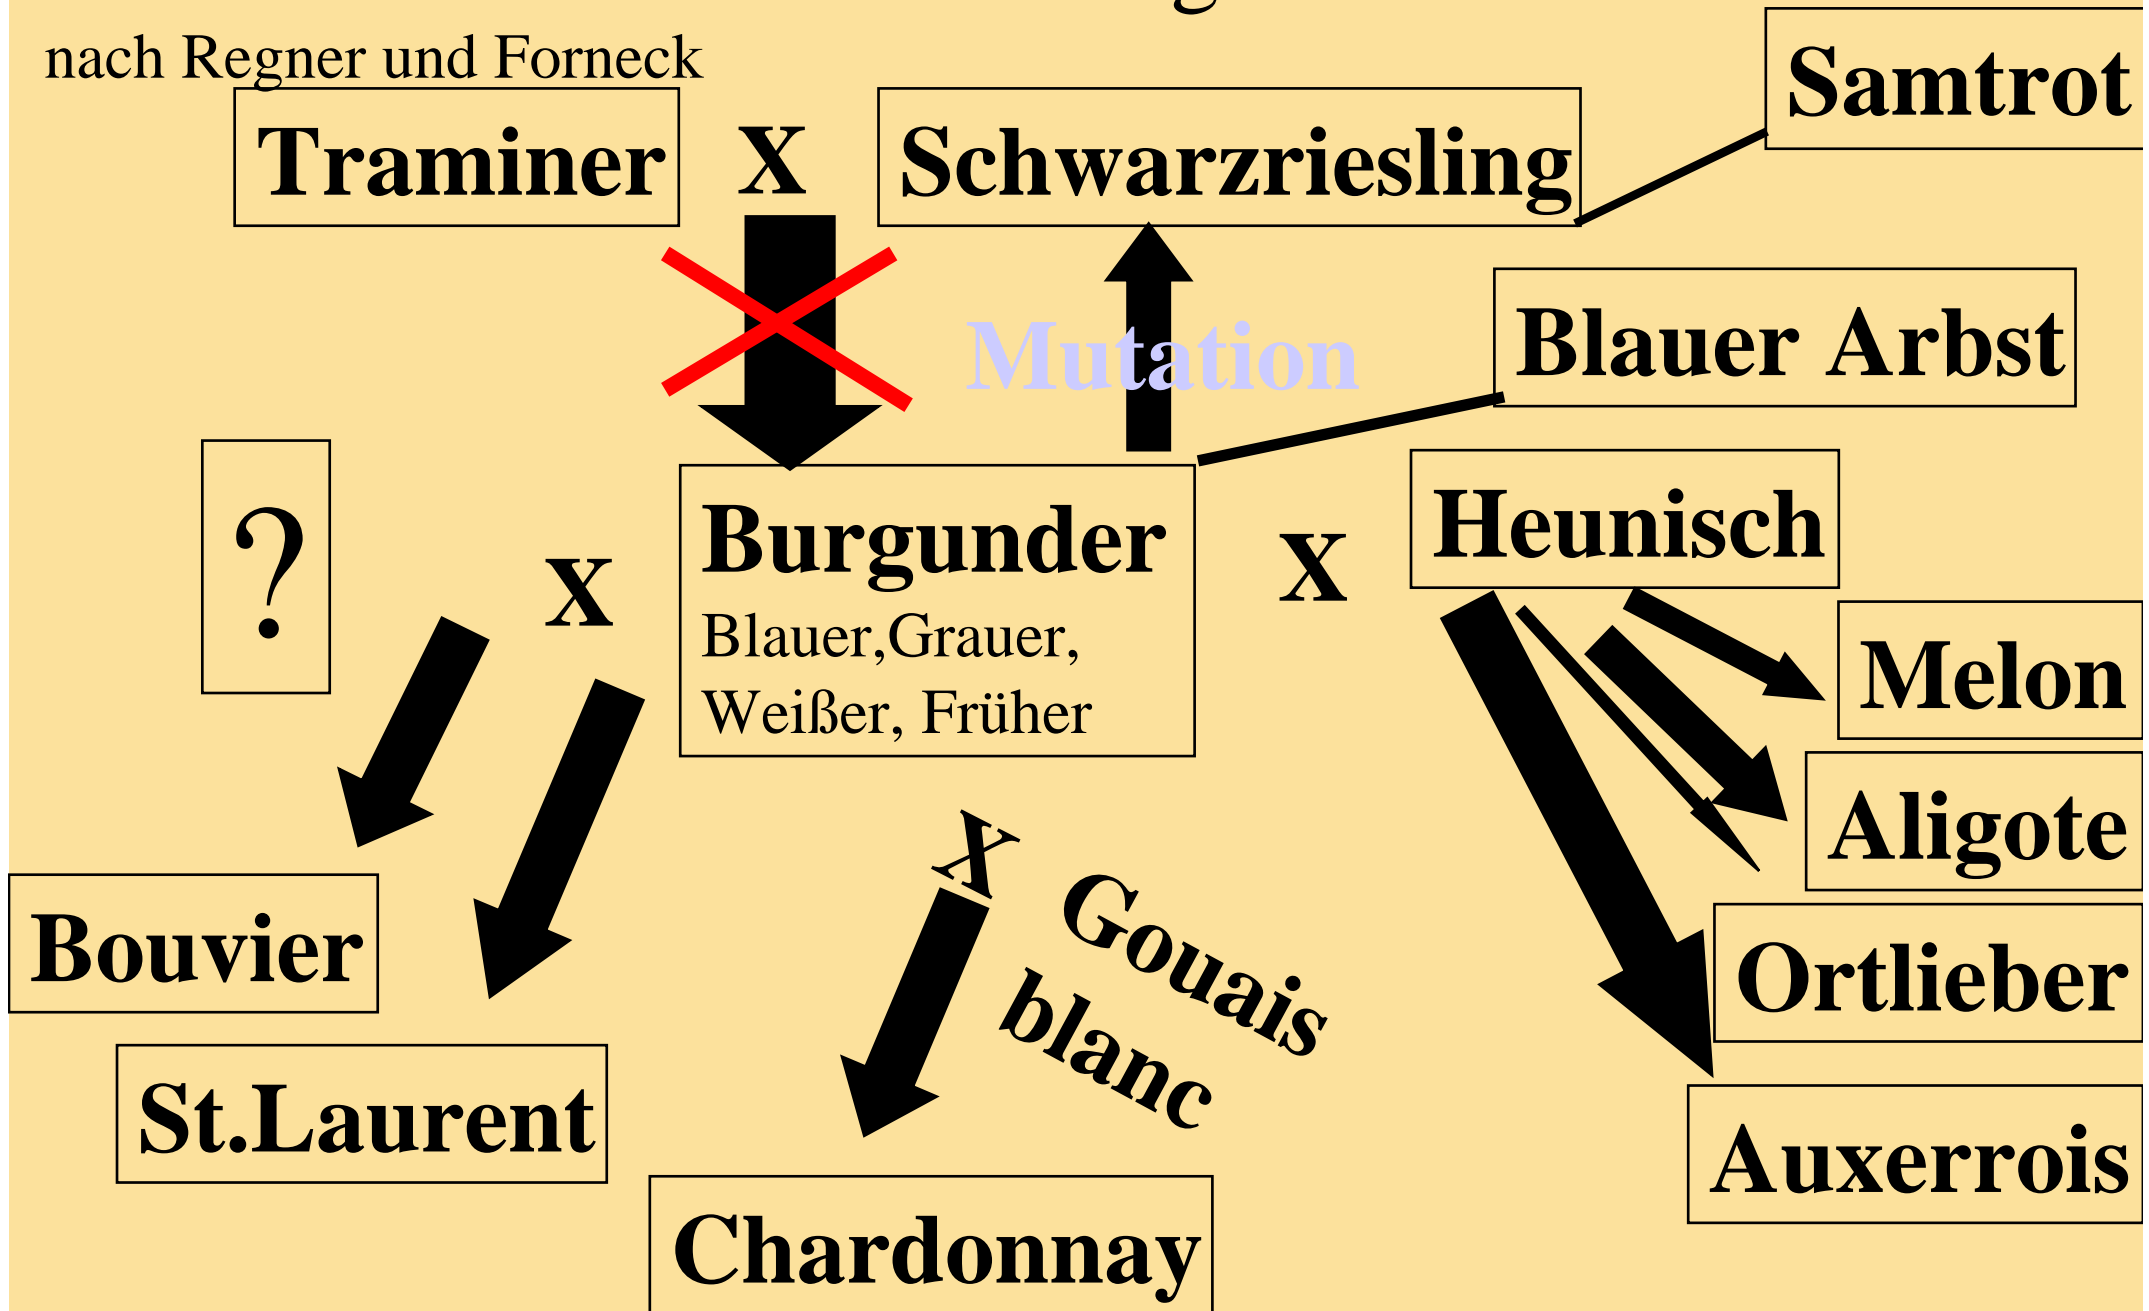 nach Regner und Forneck
Samtrot
Traminer
x
Schwarzriesling
Mutation
Blauer Arbst
?
x
Burgunder
Blauer,Grauer,
Weißer, Früher
x
Heunisch
Melon
Aligote
Ortlieber
Auxerrois
x
Gouais
blanc
Bouvier
St.Laurent
Chardonnay